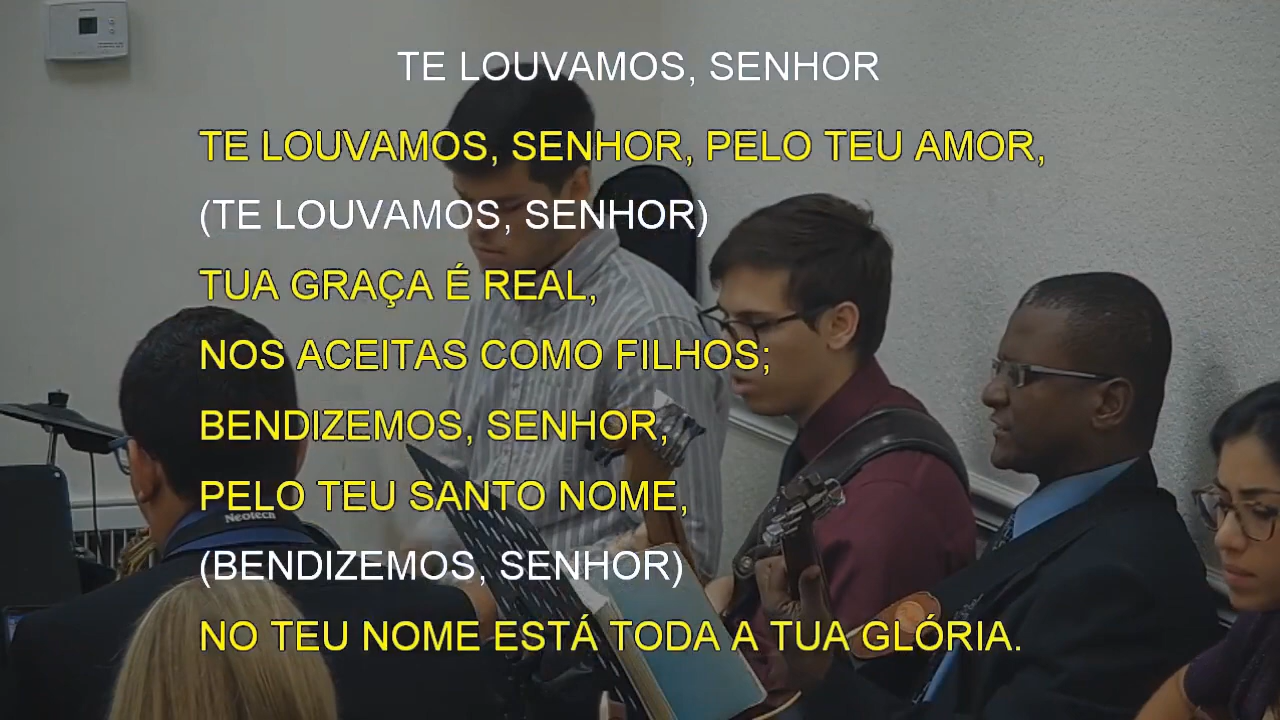 TE LOUVAMOS, SENHOR
TE LOUVAMOS, SENHOR, PELO TEU AMOR,
(TE LOUVAMOS, SENHOR)
TUA GRAÇA É REAL,
NOS ACEITAS COMO FILHOS;
BENDIZEMOS, SENHOR,
PELO TEU SANTO NOME,
Neotech
(BENDIZEMOS, SENHOR)
NO TEU NOME ESTÁ TODA A TUA GLÓRIA.